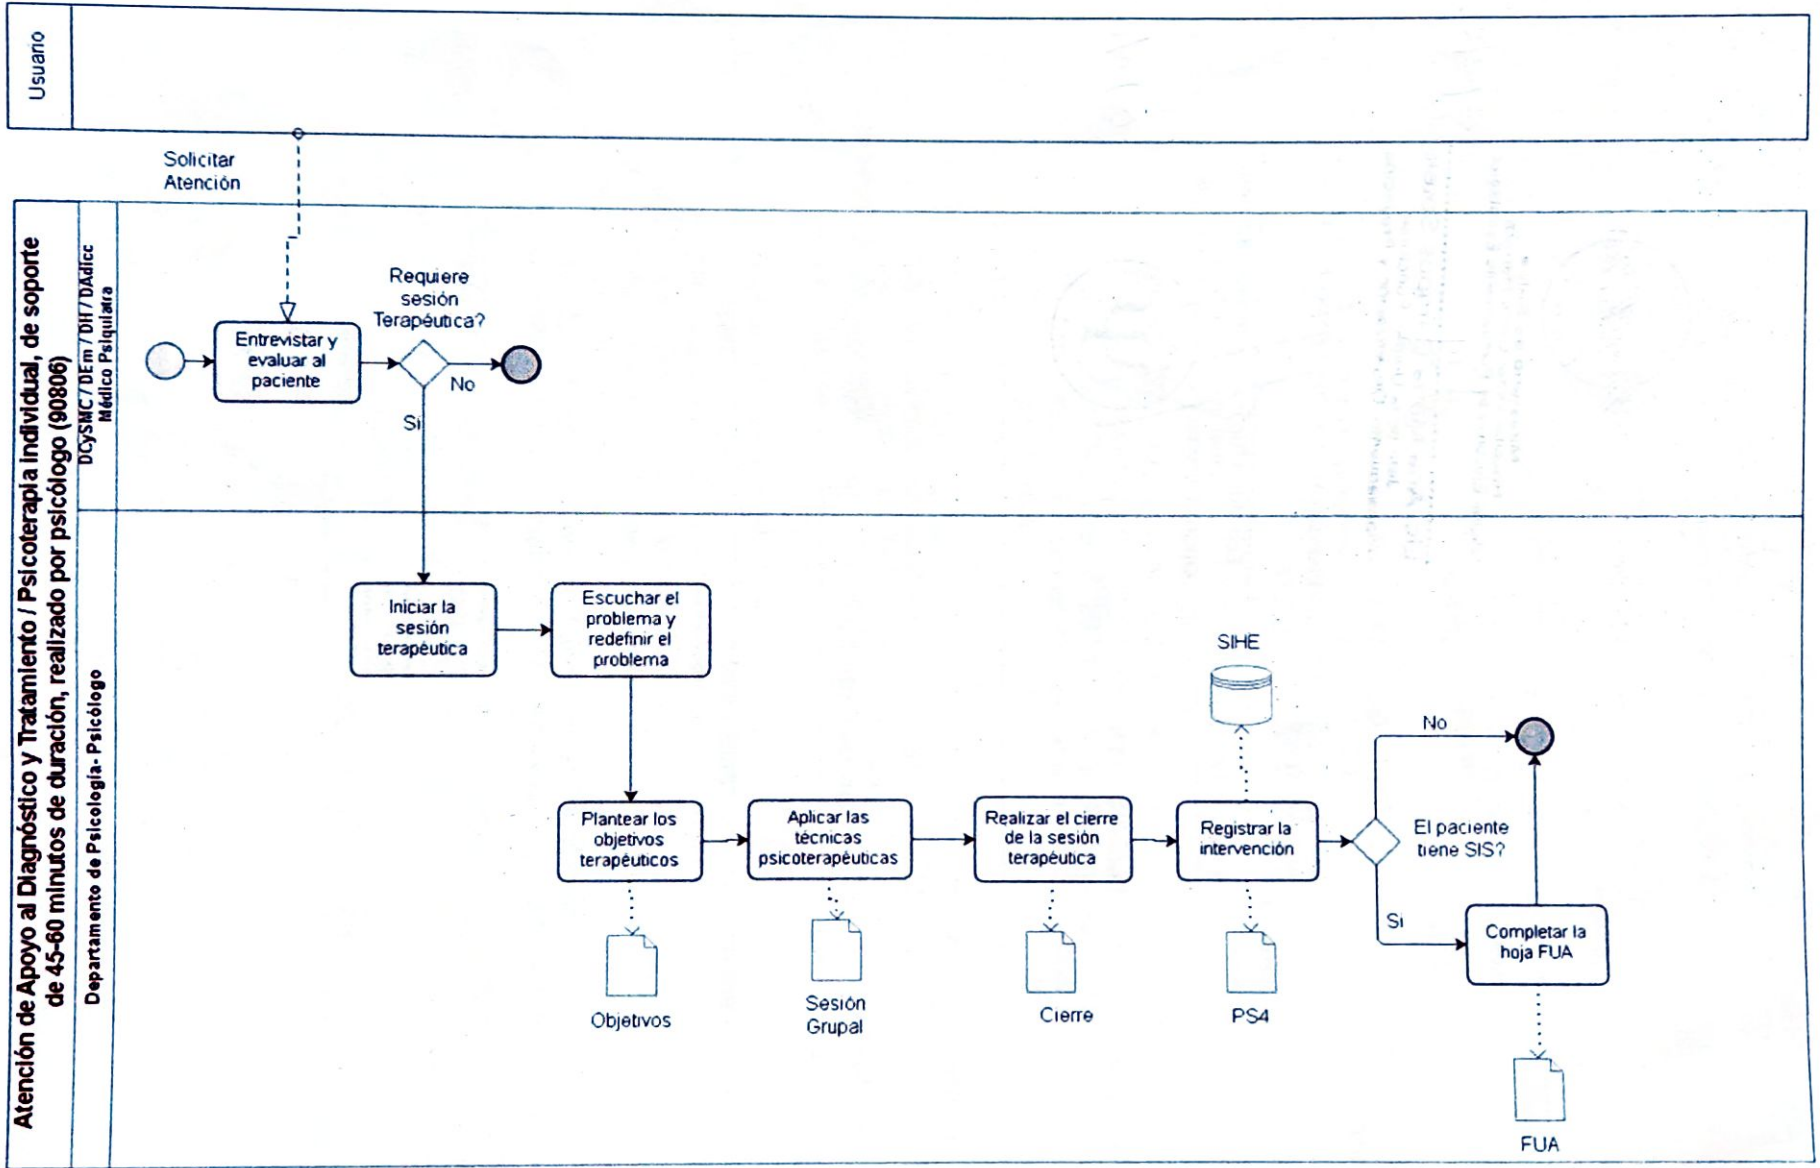 Usuario
Solicitar
Atención
Atención de Apoyo al Diagnóstico y Tratamiento / Psicoterapia individual, de soporte
de 45-60 minutos de duración, realizado por psicólogo (90806)
DCySMC / DEm / DH / DAdicc
Médico Psiquiatra
Entrevistar y
evaluar al
paciente
Requiere
sesión
Terapéutica?
No
Si
Departamento de Psicología- Psicólogo
Iniciar la
sesión
terapéutica
Escuchar el
problema y
redefinir el
problema
Plantear los
objetivos
terapéuticos
Objetivos
Aplicar las
técnicas
psicoterapéuticas
Sesión
Grupal
Realizar el cierre
de la sesión
terapéutica
Cierre
SIHE
Registrar la
intervención
PS4
El paciente
tiene SIS?
No
Si
Completar la
hoja FUA
FUA